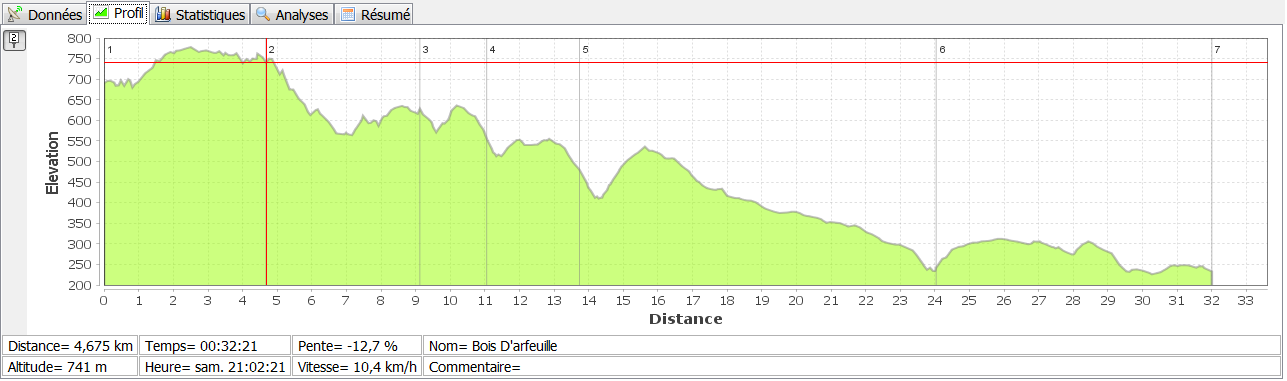 Données Profil Statistiques Analyses Résumé
1 2 3 4 5 6 7
800
750
700
650
600
550
500
450
400
350
300
250
200
Elevation
0 1 2 3 4 5 6 7 8 9 10 11 12 13 14 15 16 17 18 19 20 21 22 23 24 25 26 27 28 29 30 31 32 33
Distance
Distance= 4,675 km Temps= 00:32:21 Pente= -12,7 % Nom= Bois D'arfeuille
Altitude= 741 m Heure= sam. 21:02:21 Vitesse= 10,4 km/h Commentaire=